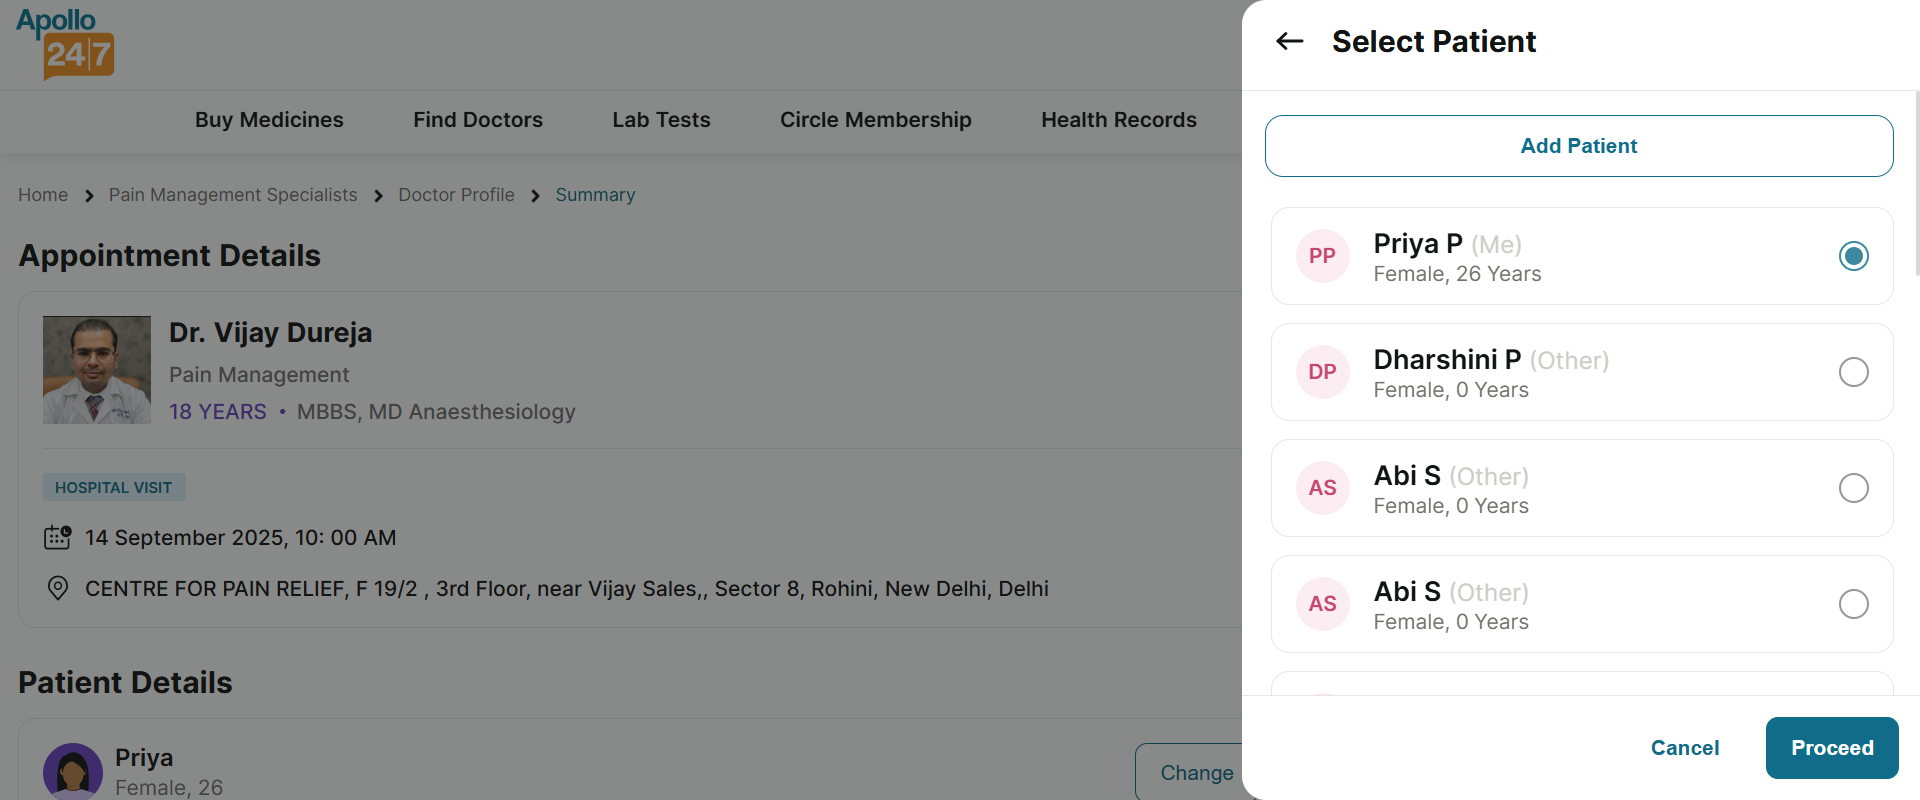 Apollo
24|7
Buy Medicines
Find Doctors
Lab Tests
Circle Membership
Health Records
Home
Pain Management Specialists
Doctor Profile
Summary
Appointment Details
Dr. Vijay Dureja
Pain Management
18 YEARS • MBBS, MD Anaesthesiology
HOSPITAL VISIT
14 September 2025, 10: 00 AM
CENTRE FOR PAIN RELIEF, F 19/2 , 3rd Floor, near Vijay Sales,, Sector 8, Rohini, New Delhi, Delhi
Patient Details
Priya
Female, 26
Change
Select Patient
Add Patient
PP
Priya P (Me)
Female, 26 Years
DP
Dharshini P (Other)
Female, 0 Years
AS
Abi S (Other)
Female, 0 Years
AS
Abi S (Other)
Female, 0 Years
Cancel
Proceed